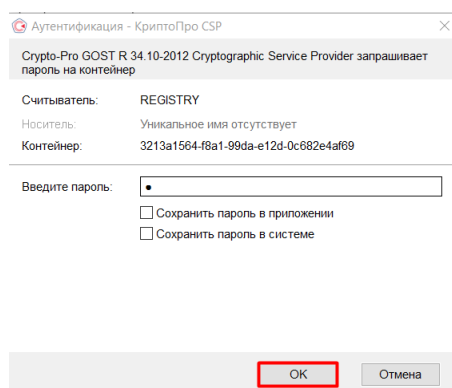 Аутентификация - КриптоПро CSP
Crypto-Pro GOST R 34.10-2012 Cryptographic Service Provider запрашивает
пароль на контейнер
Считыватель: REGISTRY
Носитель: Уникальное имя отсутствует
Контейнер: 3213a1564-f8a1-99da-e12d-0c682e4af69
Введите пароль: ●
Сохранить пароль в приложении
Сохранить пароль в системе
OK Отмена